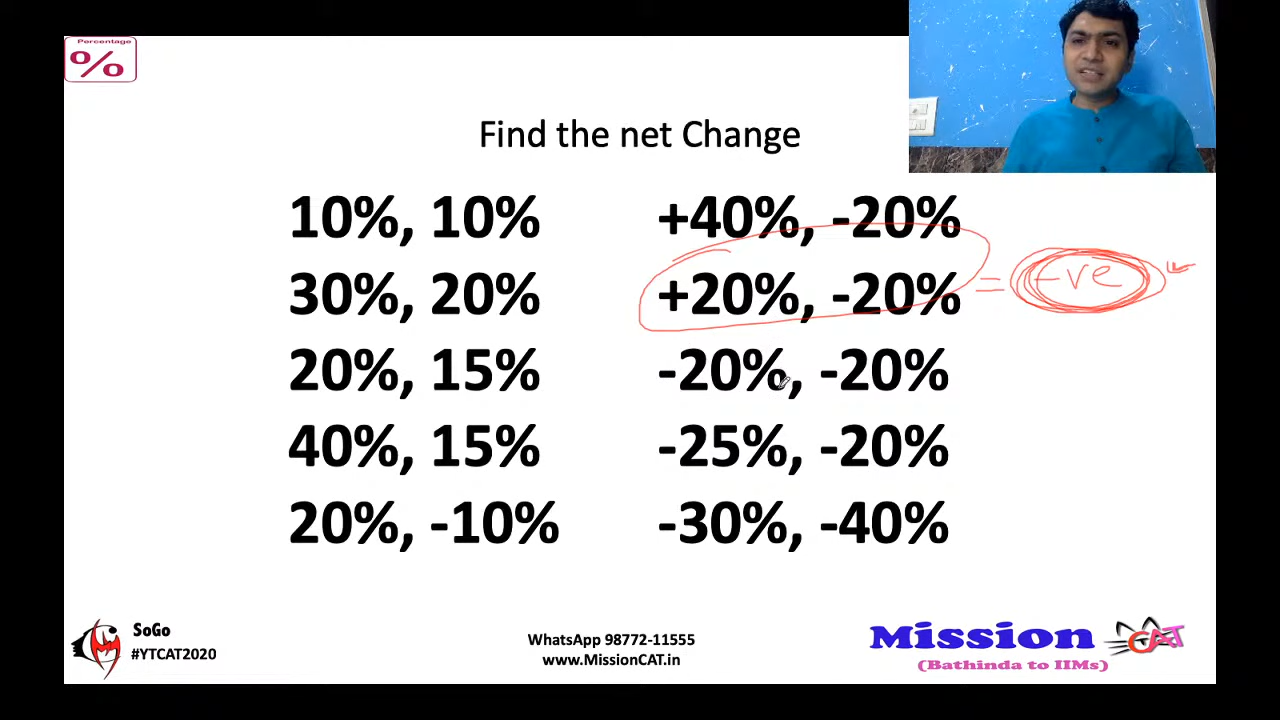 Percentage
%
Find the net Change
10%, 10%
30%, 20%
20%, 15%
40%, 15%
20%, -10%
+40%, -20%
+20%, -20%
= -ve
-20%, -20%
-25%, -20%
-30%, -40%
SoGo
#YTCAT2020
WhatsApp 98772-11555
www.MissionCAT.in
Mission CAT
(Bathinda to IIMs)